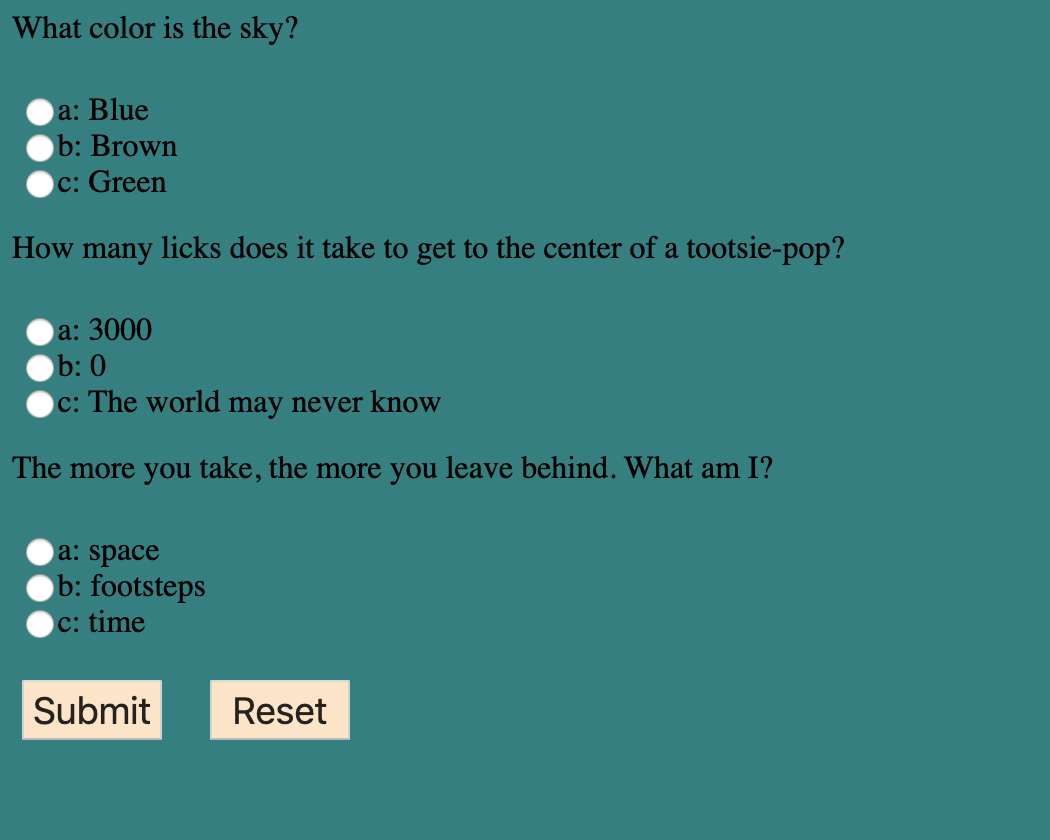 What color is the sky?
a: Blue
b: Brown
c: Green
How many licks does it take to get to the center of a tootsie-pop?
a: 3000
b: 0
c: The world may never know
The more you take, the more you leave behind. What am I?
a: space
b: footsteps
c: time
Submit Reset